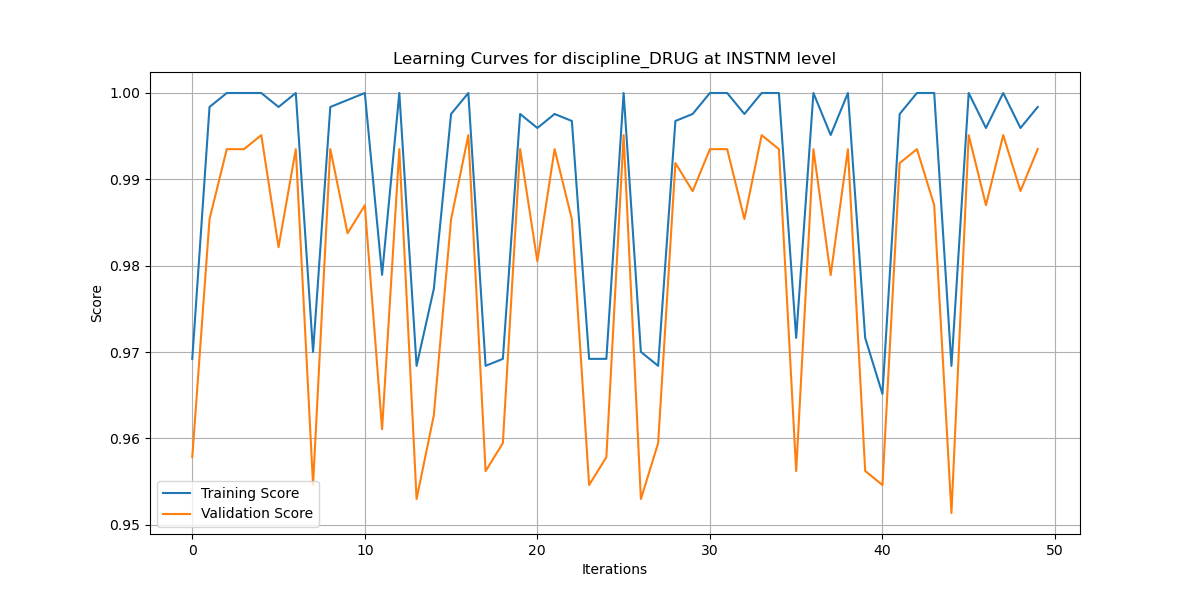 Learning Curves for discipline_DRUG at INSTNM level
1.00
0.99
0.98
0.97
0.96
0.95
Score
Training Score
Validation Score
0 10 20 30 40 50
Iterations